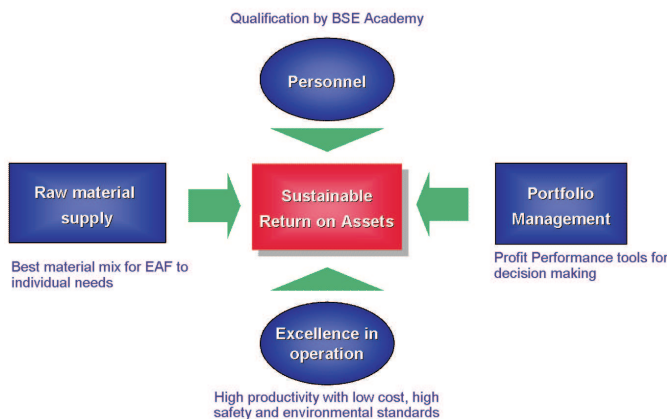 Qualification by BSE Academy
Personnel
Raw material
supply
Sustainable
Return on Assets
Portfolio
Management
Best material mix for EAF to
individual needs
Profit Performance tools for
decision making
Excellence in
operation
High productivity with low cost, high
safety and environmental standards